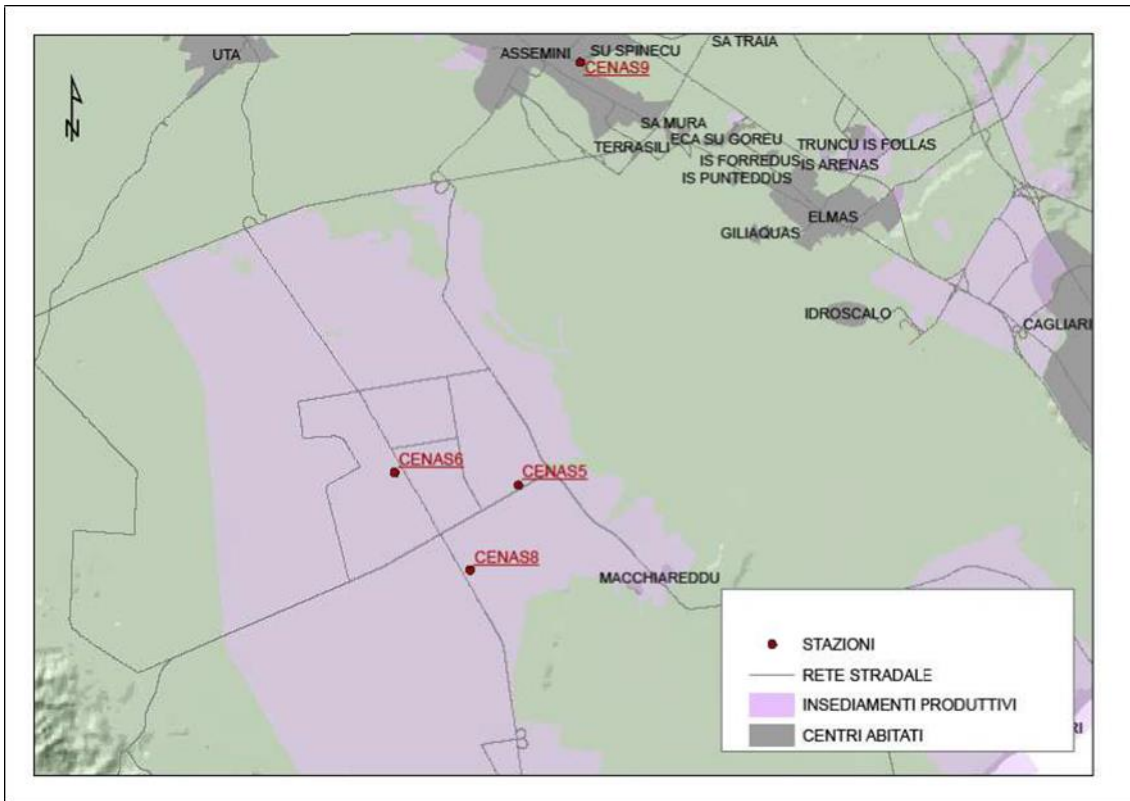 UTA
ASSEMINI
SU SPINECU
SA TRAIA
CENAS9
SA MURA
ECA SU GOREU
TERRASILI
TRUNCU IS FOLLAS
IS FORREDUS
IS ARENAS
IS PUNTEDDUS
ELMAS
GILIAQUAS
IDROSCALO
CAGLIARI
CENAS6
CENAS5
CENAS8
MACCHIAREDDU
N
STAZIONI
RETE STRADALE
INSEDIAMENTI PRODUTTIVI
CENTRI ABITATI